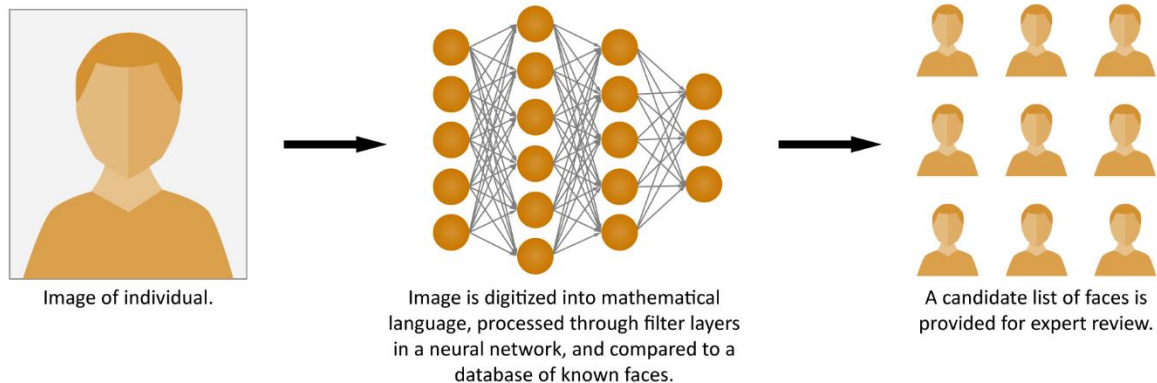 Image of individual.
Image is digitized into mathematical
language, processed through filter layers
in a neural network, and compared to a
database of known faces.
A candidate list of faces is
provided for expert review.